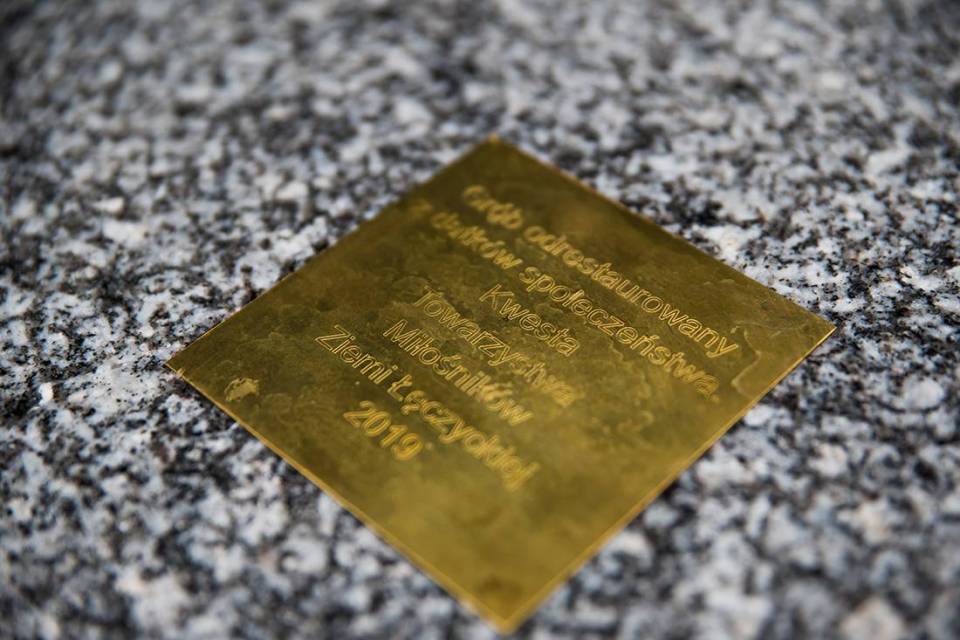 Grób odrestaurowany
z datków społeczeństwa.
Kwesta
Towarzystwa
Miłośników
Ziemi Łęczyckiej
2019